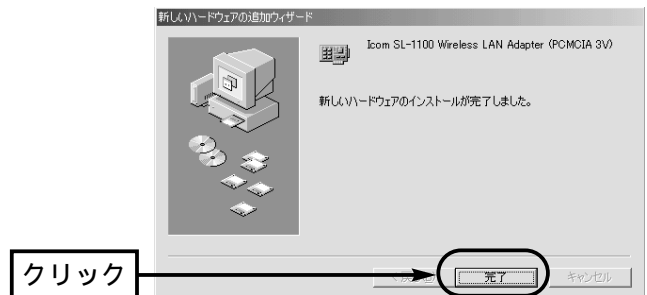 新しいハードウェアの追加ウィザード
Icom SL-1100 Wireless LAN Adapter (PCMCIA 3V)
新しいハードウェアのインストールが完了しました。
クリック
完了
キャンセル